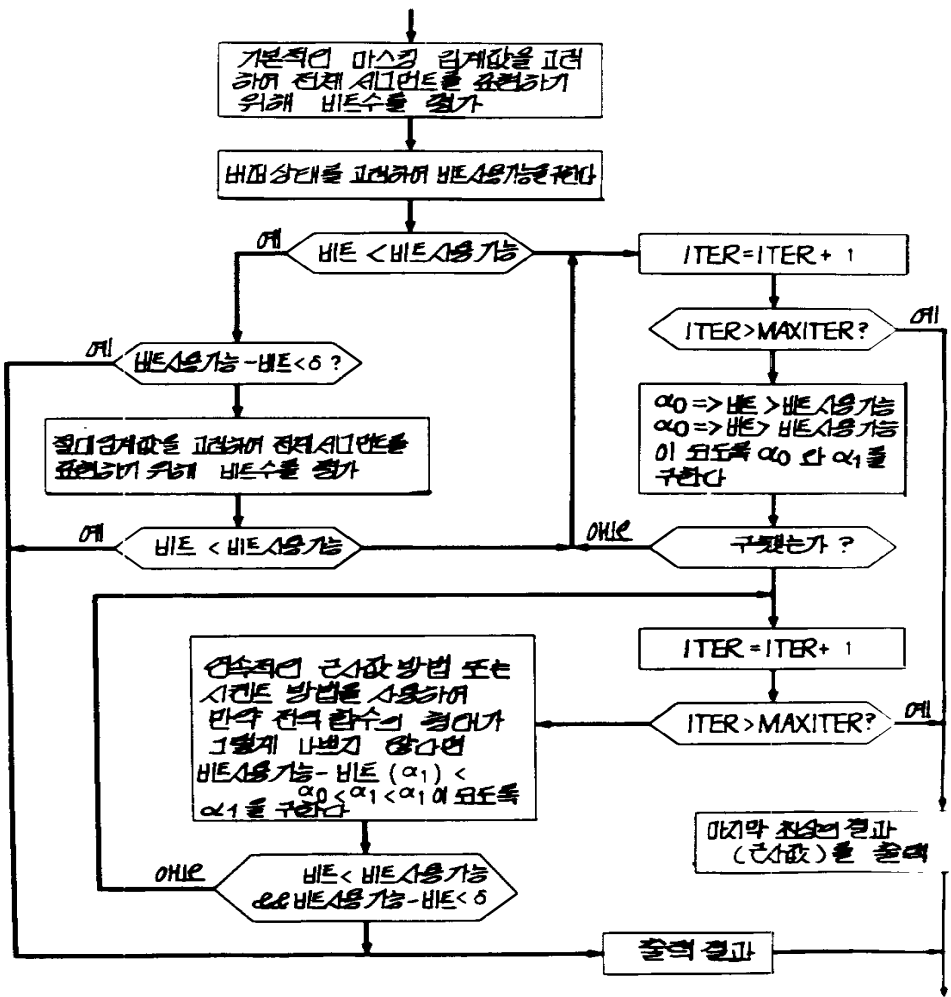 기본적인 마스킹 임계값을 고려
하여 전체 세그먼트를 표현하기
위해 비트수를 평가
버퍼상태를 고려하여 비트사용가능을구한다
예
비트 < 비트사용가능
ITER=ITER+ 1
ITER>MAXITER?
예
예
비트사용가능-비트<δ ?
α0 => 비트 > 비트사용가능
α0 => 비트> 비트사용가능
이 되도록 α0 와 α1 를
구한다
절대임계값을 고려하여 전체세그먼트를
표현하기 위해 비트수를 평가
예
비트 < 비트사용가능
아니오
구했는가 ?
ITER=ITER+ 1
ITER>MAXITER?
예
연속적인 근사값 방법 또는
시컨트 방법을 사용하여
만약 전역 함수의 형태가
그렇게 나쁘지 않다면
비트사용가능-비트 (α1) <
α0<α1<α1 이 되도록
α1 를 구한다
마지막 최상의 결과
(근사값)를 출력
아니오
비트< 비트사용가능
&&비트사용가능-비트<δ
출력 결과